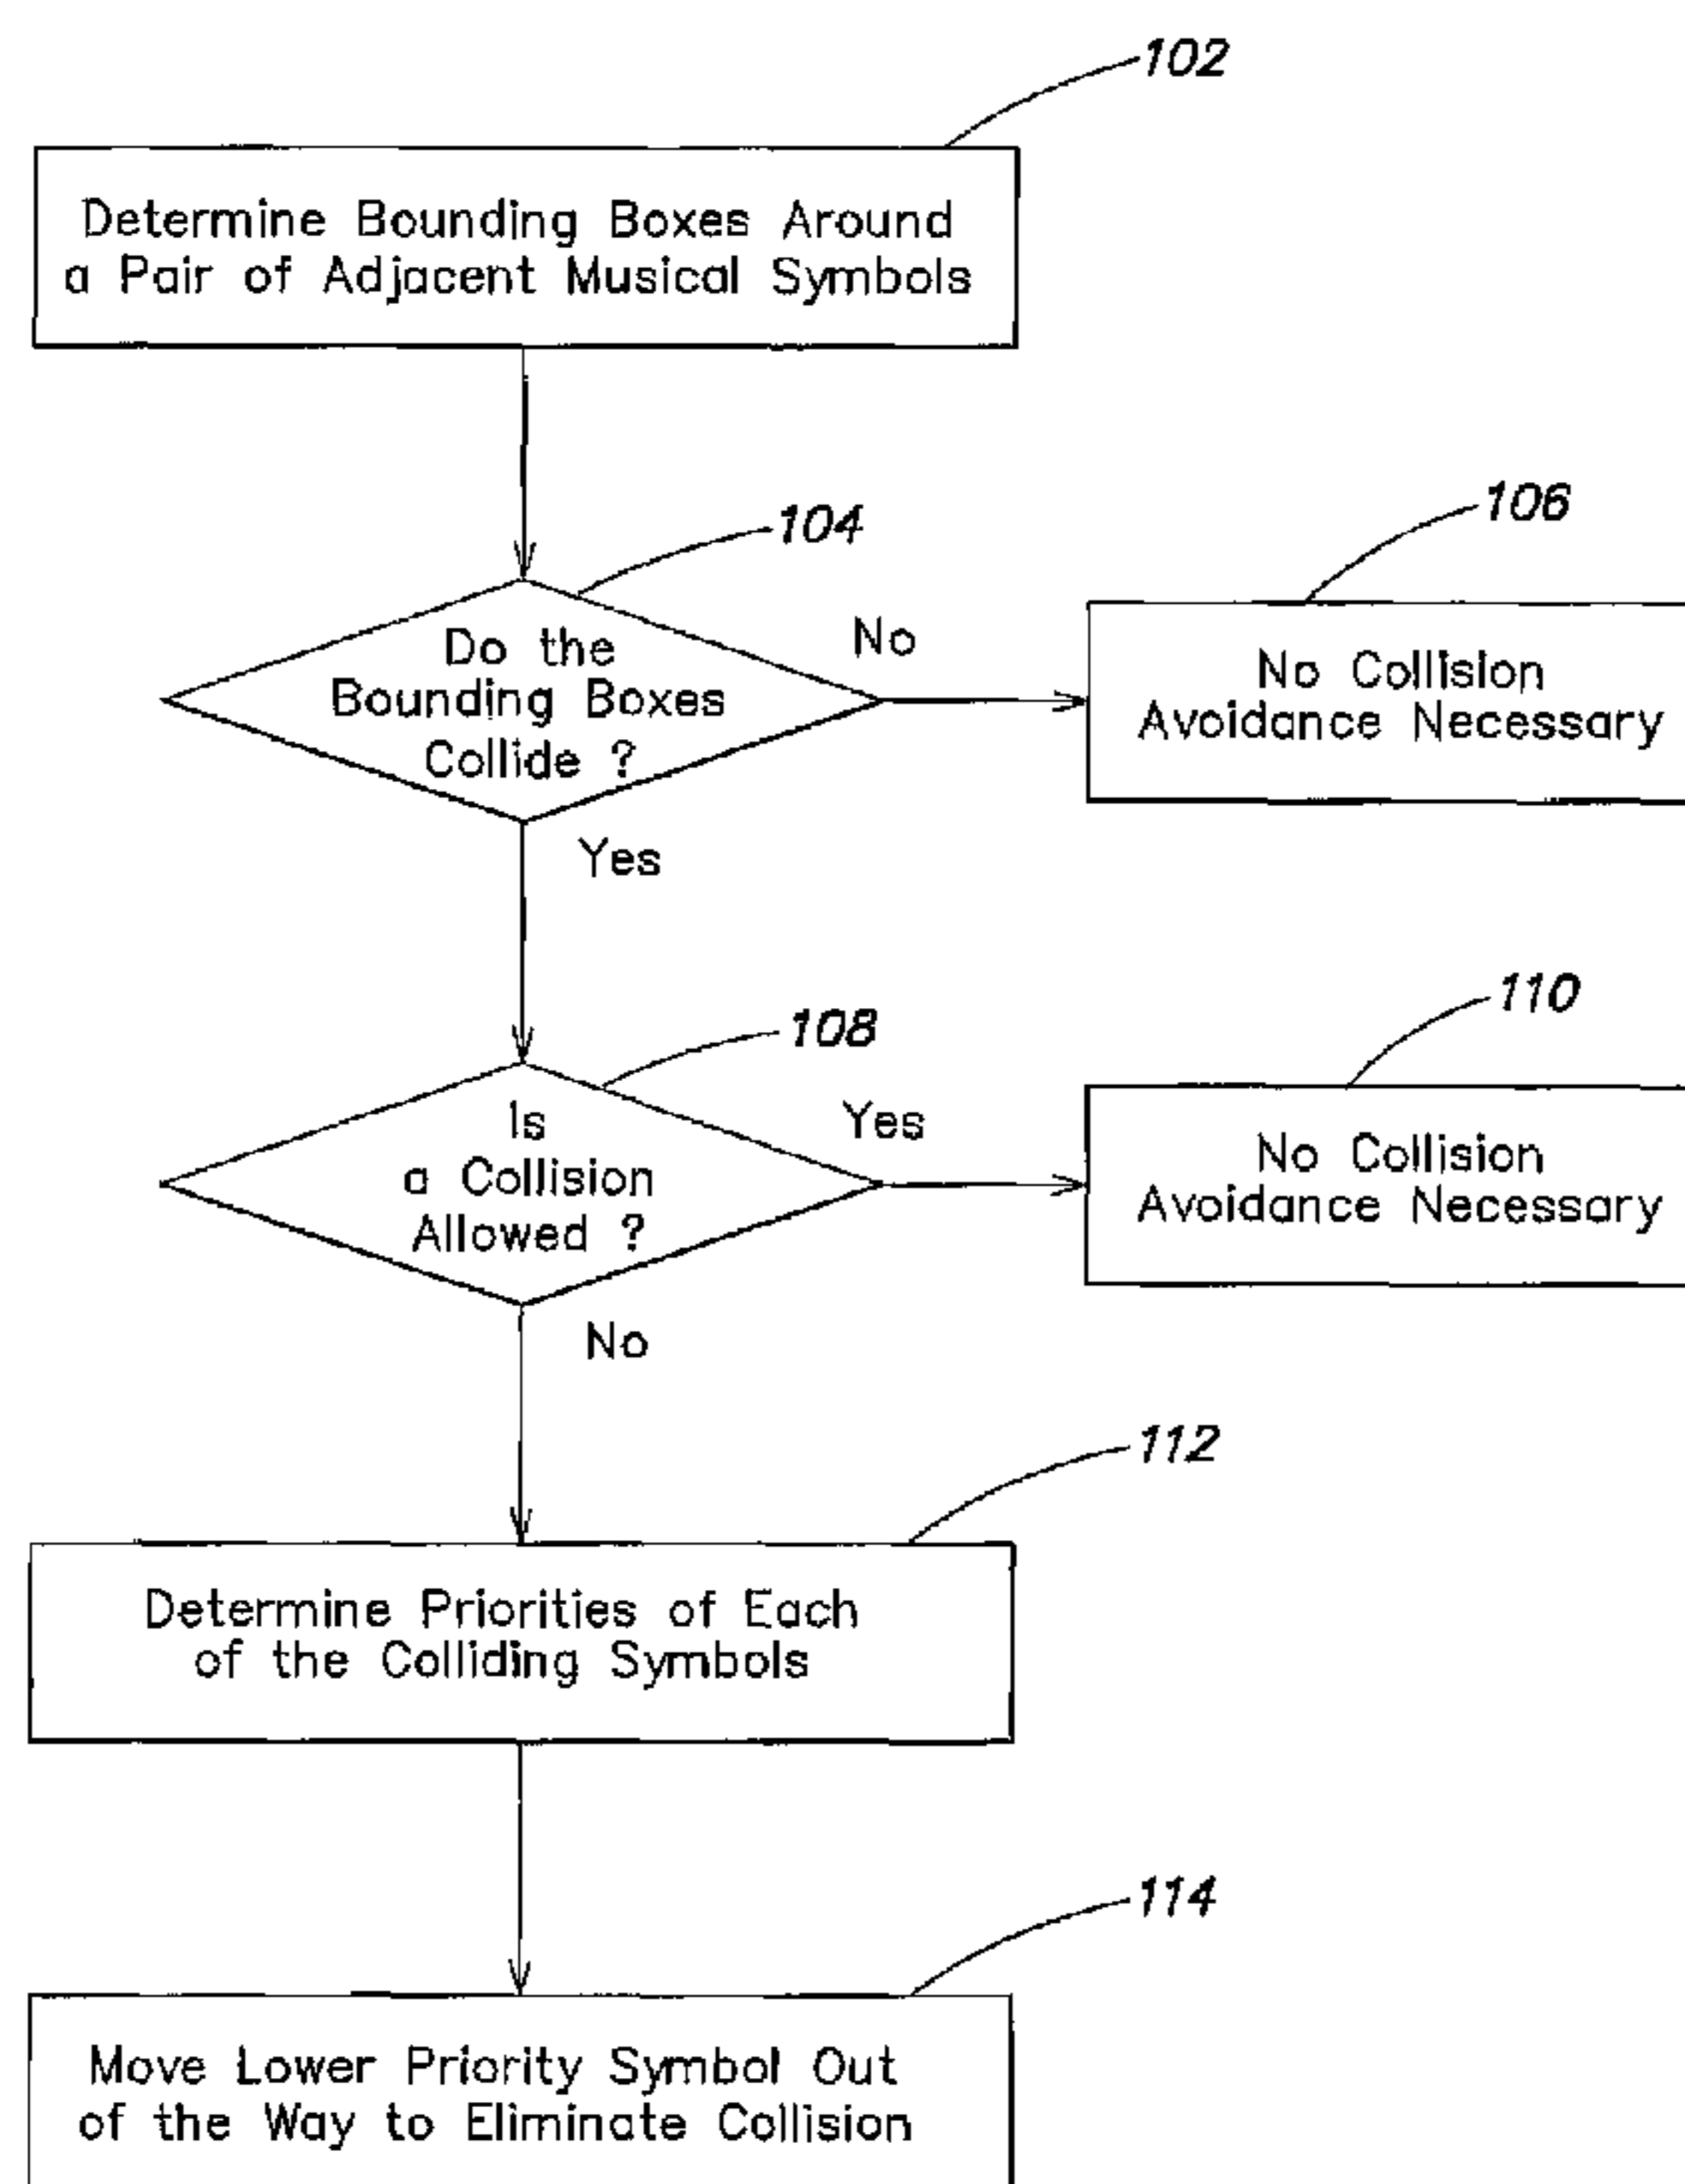 102
Determine Bounding Boxes Around
a Pair of Adjacent Musical Symbols
104
Do the
Bounding Boxes
Collide ?
No
106
No Collision
Avoidance Necessary
Yes
108
Is
a Collision
Allowed ?
Yes
110
No Collision
Avoidance Necessary
No
112
Determine Priorities of Each
of the Colliding Symbols
114
Move Lower Priority Symbol Out
of the Way to Eliminate Collision